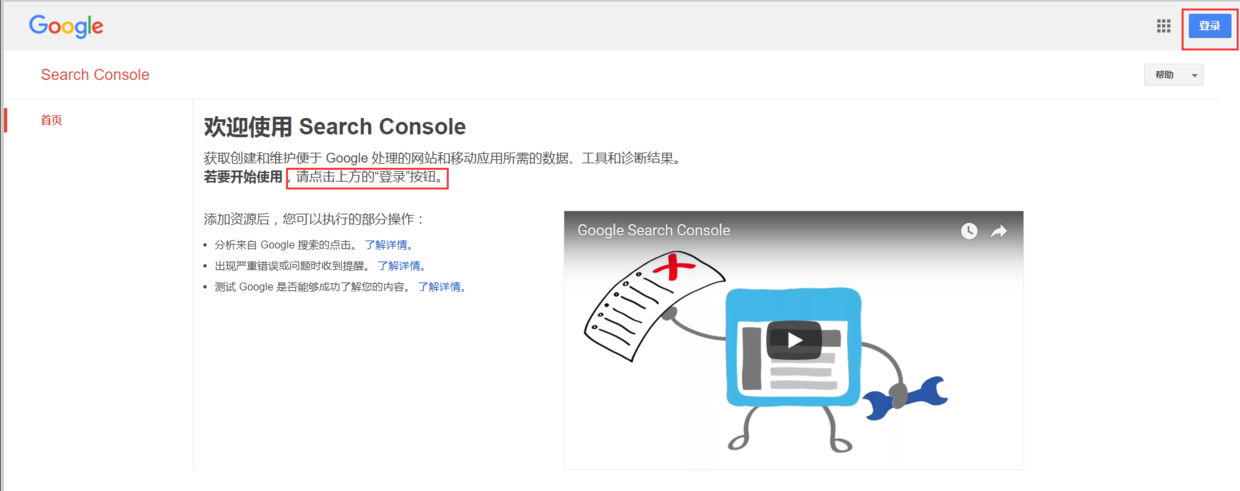 Google
登录
Search Console
帮助
首页
欢迎使用 Search Console
获取创建和维护便于 Google 处理的网站和移动应用所需的数据、工具和诊断结果。
若要开始使用，请点击上方的“登录”按钮。
添加资源后，您可以执行的部分操作：
• 分析来自 Google 搜索的点击。 了解详情。
• 出现严重错误或问题时收到提醒。 了解详情。
• 测试 Google 是否能够成功了解您的内容。 了解详情。
Google Search Console